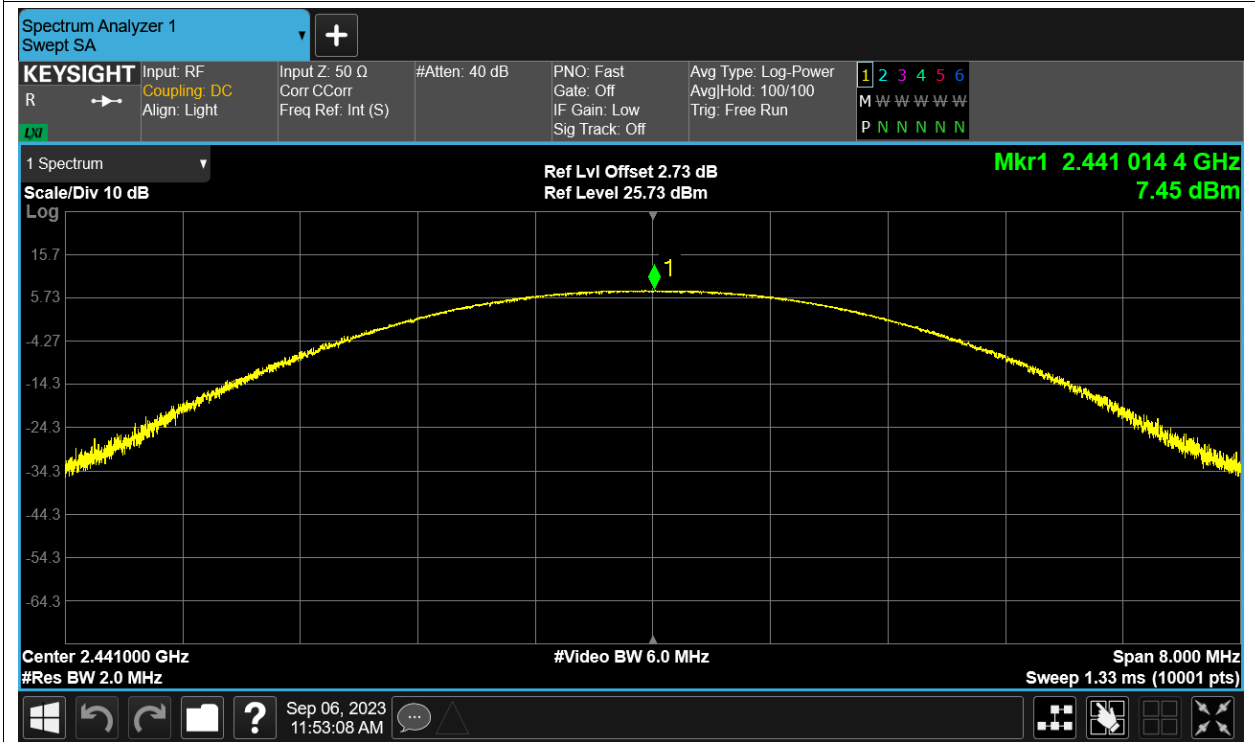 Spectrum Analyzer 1
Swept SA
KEYSIGHT
R
LXI
Input: RF
Coupling: DC
Align: Light
Input Z: 50 Ω
Corr CCorr
Freq Ref: Int (S)
#Atten: 40 dB
PNO: Fast
Gate: Off
IF Gain: Low
Sig Track: Off
Avg Type: Log-Power
Avg|Hold: 100/100
Trig: Free Run
1 2 3 4 5 6
M W W W W W
P N N N N N
1 Spectrum
Scale/Div 10 dB
Log
Ref Lvl Offset 2.73 dB
Ref Level 25.73 dBm
Mkr1 2.441 014 4 GHz
7.45 dBm
15.7
5.73
-4.27
-14.3
-24.3
-34.3
-44.3
-54.3
-64.3
1
Center 2.441000 GHz
#Res BW 2.0 MHz
#Video BW 6.0 MHz
Span 8.000 MHz
Sweep 1.33 ms (10001 pts)
?
Sep 06, 2023
11:53:08 AM